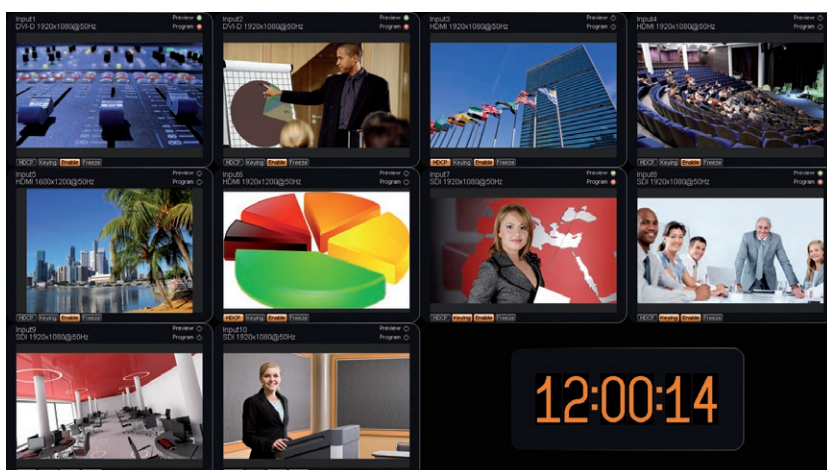 Input1
DVI-D 1920x1080@50Hz
Preview
Program
HDCP Keying Enable Freeze
Input2
DVI-D 1920x1080@50Hz
Preview
Program
HDCP Keying Enable Freeze
Input3
HDMI 1920x1080@50Hz
Preview
Program
HDCP Keying Enable Freeze
Input4
HDMI 1920x1080@50Hz
Preview
Program
HDCP Keying Enable Freeze
Input5
HDMI 1600x1200@50Hz
Preview
Program
HDCP Keying Enable Freeze
Input6
HDMI 1920x1200@50Hz
Preview
Program
HDCP Keying Enable Freeze
Input7
SDI 1920x1080@50Hz
Preview
Program
HDCP Keying Enable Freeze
Input8
SDI 1920x1080@50Hz
Preview
Program
HDCP Keying Enable Freeze
Input9
SDI 1920x1080@50Hz
Preview
Program
Input10
SDI 1920x1080@50Hz
Preview
Program
12:00:14